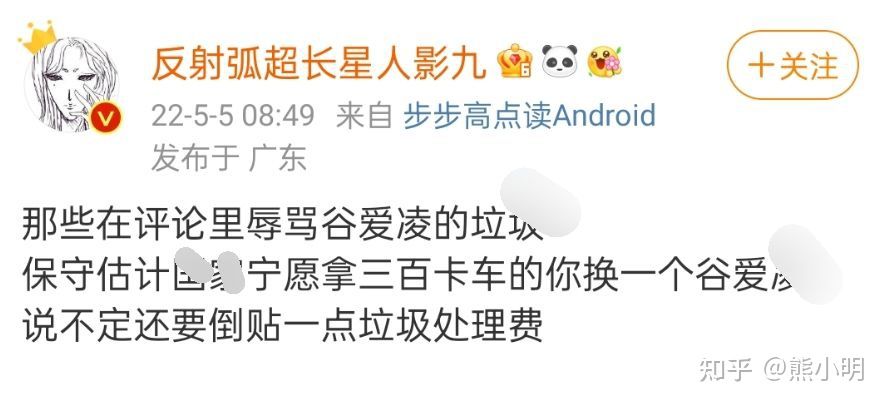 反射弧超长星人影九
6
+关注
V
22-5-5 08:49 来自 步步高点读Android
发布于 广东
那些在评论里辱骂谷爱凌的垃圾
保守估计国家宁愿拿三百卡车的你换一个谷爱凌
说不定还要倒贴一点垃圾处理费
知乎 @熊小明